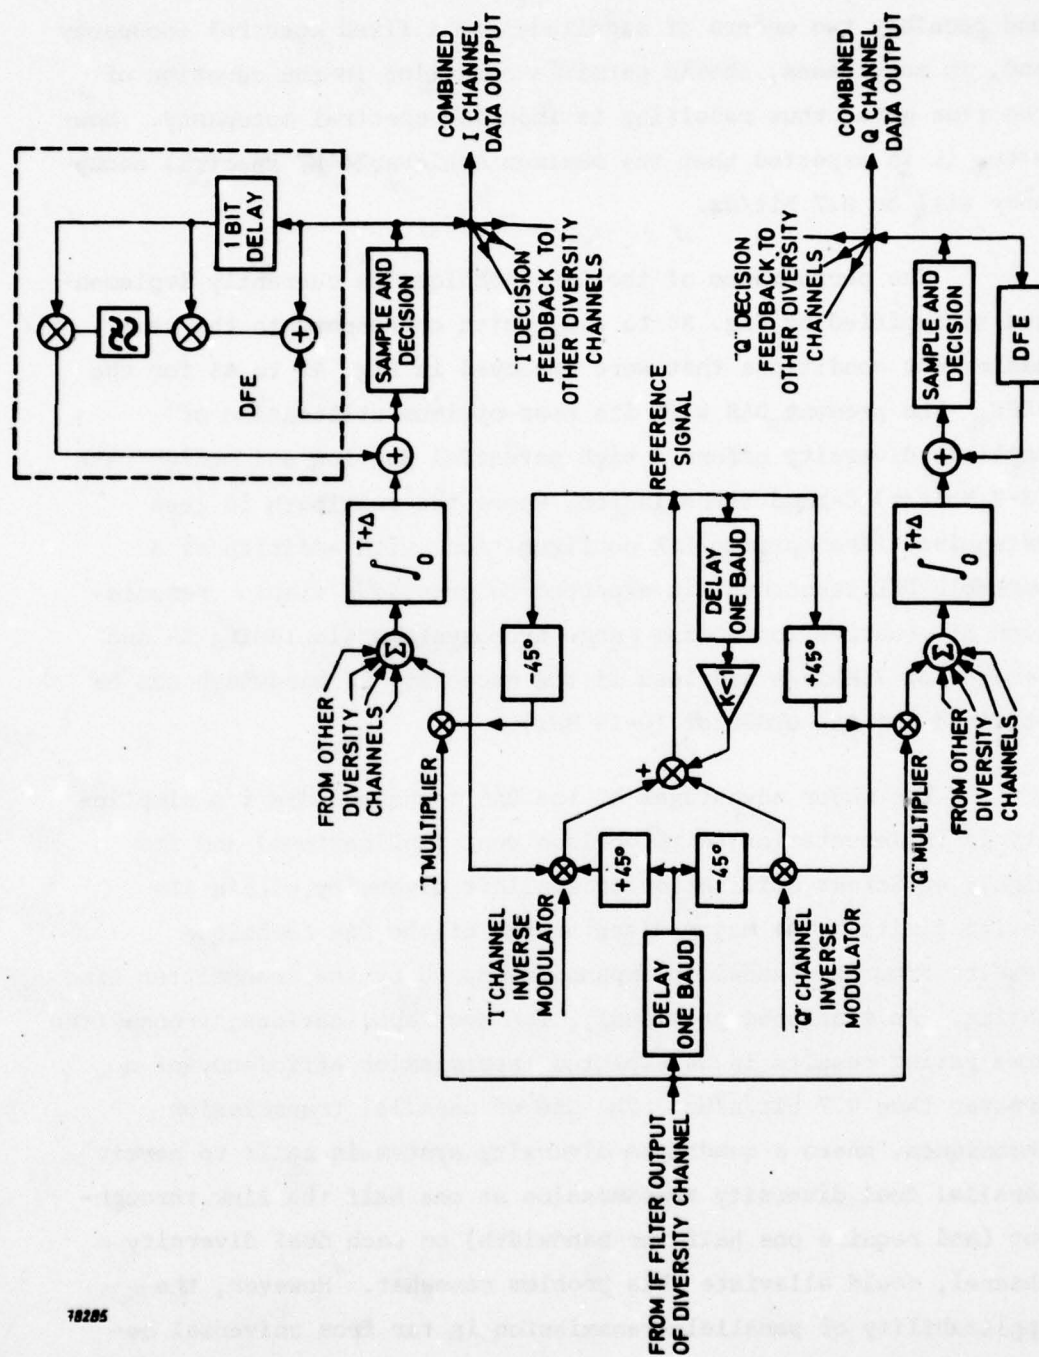 COMBINED
I CHANNEL
DATA OUTPUT
1 BIT
DELAY
DFE
SAMPLE AND
DECISION
"I" DECISION
FEEDBACK TO
OTHER DIVERSITY
CHANNELS
T+Δ
∫
0
FROM OTHER
DIVERSITY
CHANNELS
Σ
"I" MULTIPLIER
-45°
REFERENCE
SIGNAL
DELAY
ONE BAUD
K<1
+45°
+
"I" CHANNEL
INVERSE
MODULATOR
+45°
-45°
DELAY
ONE BAUD
"Q" CHANNEL
INVERSE
MODULATOR
FROM IF FILTER OUTPUT
OF DIVERSITY CHANNEL
"Q" MULTIPLIER
FROM OTHER
DIVERSITY
CHANNELS
Σ
T+Δ
∫
0
SAMPLE AND
DECISION
DFE
"Q" DECISION
FEEDBACK TO
OTHER DIVERSITY
CHANNELS
COMBINED
Q CHANNEL
DATA OUTPUT
78285